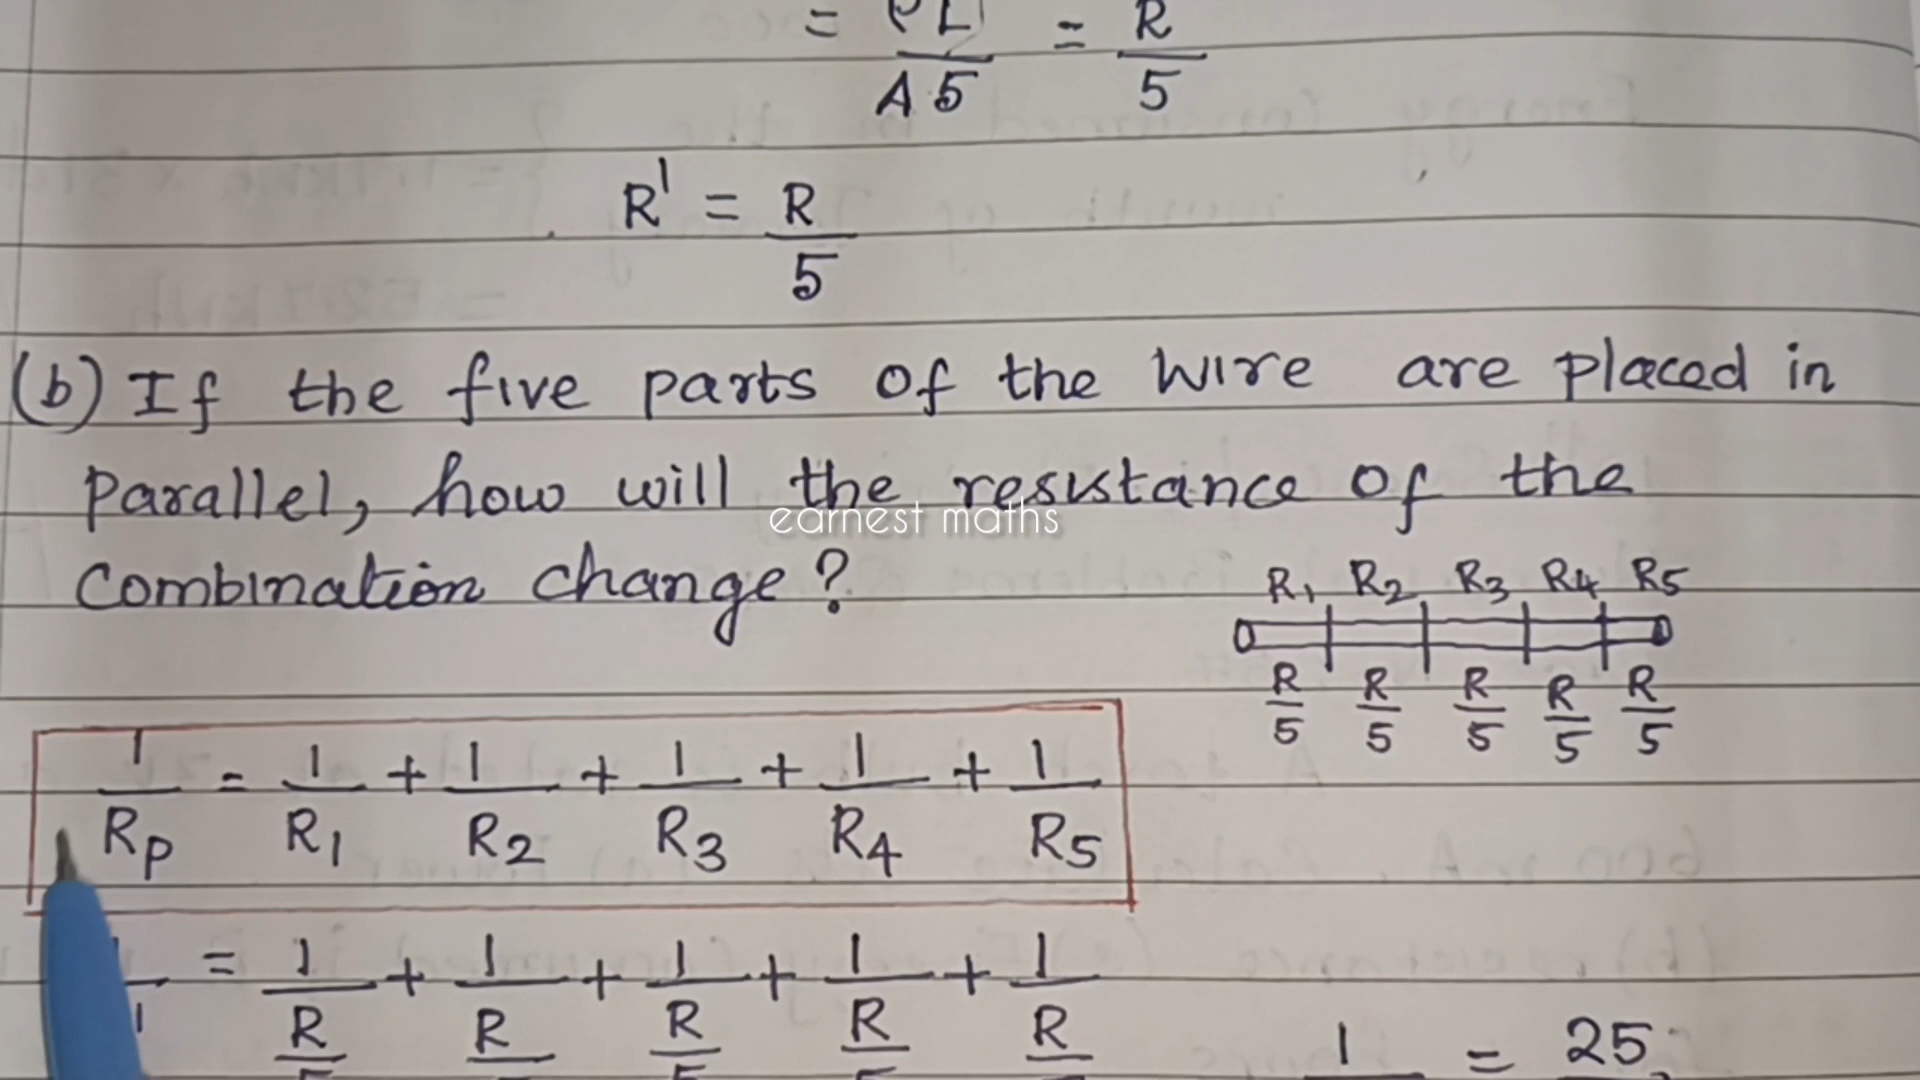 = ρL = R
A 5 5
R' = R
5
(b) If the five parts of the wire are placed in
parallel, how will the resistance of the
earnest maths
combination change?
R1 R2 R3 R4 R5
R R R R R
5 5 5 5 5
1 = 1 + 1 + 1 + 1 + 1
Rp R1 R2 R3 R4 R5
= 1 + 1 + 1 + 1 + 1
R R R R R
1 = 25